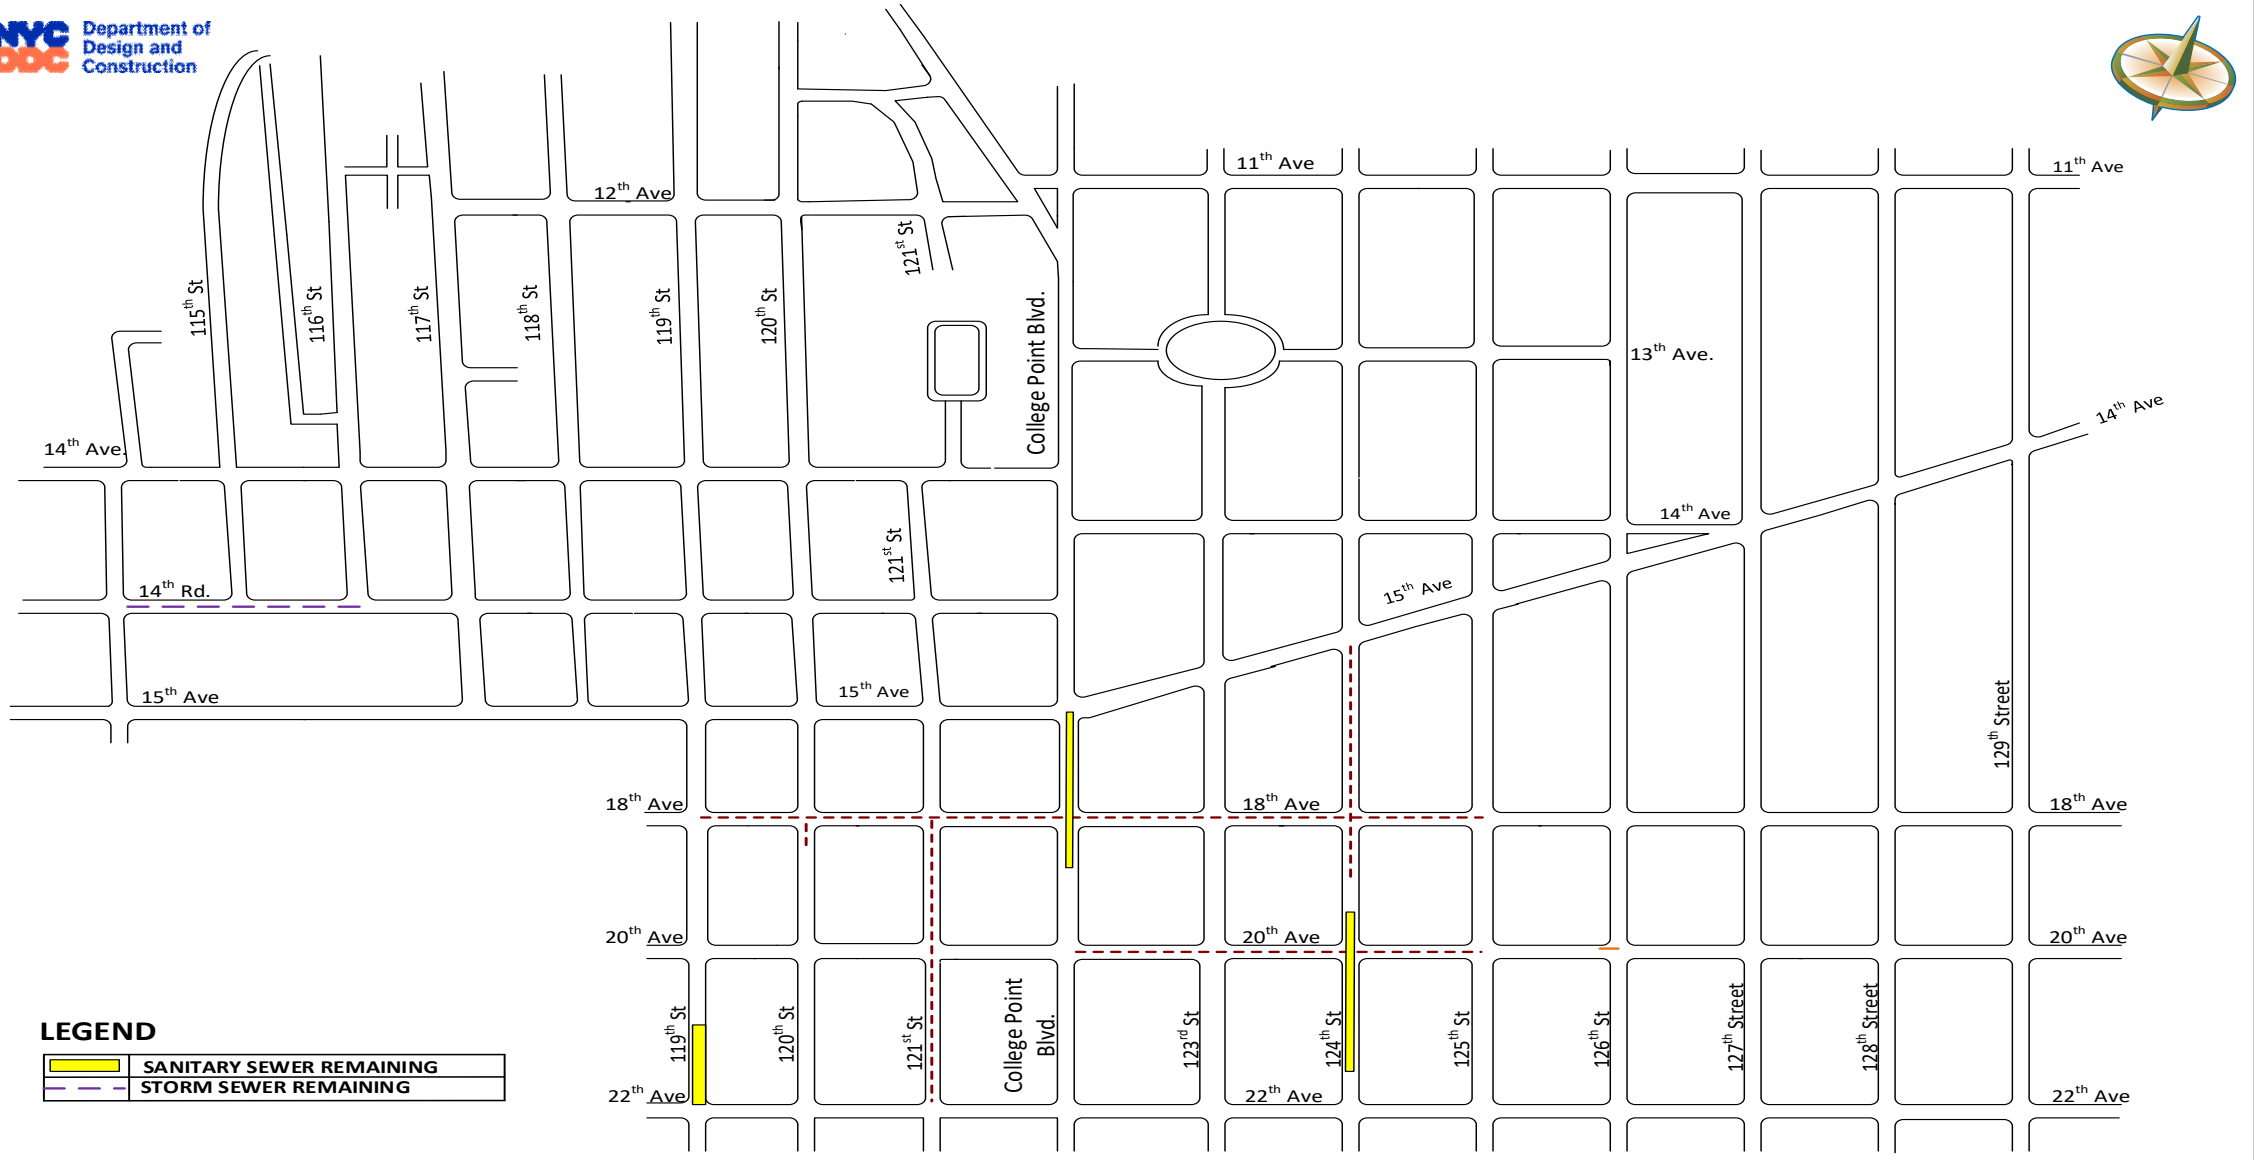 NYC
DDC
Department of
Design and
Construction
11th Ave
11th Ave
12th Ave
121st St
115th St
116th St
117th St
118th St
119th St
120th St
College Point Blvd.
13th Ave.
14th Ave
14th Ave.
14th Ave
121st St
14th Rd.
15th Ave
15th Ave
15th Ave
129th Street
18th Ave
18th Ave
18th Ave
20th Ave
20th Ave
20th Ave
119th St
120th St
121st St
College Point
Blvd.
123rd St
124th St
125th St
126th St
127th Street
128th Street
22th Ave
22th Ave
22th Ave
LEGEND
SANITARY SEWER REMAINING
STORM SEWER REMAINING